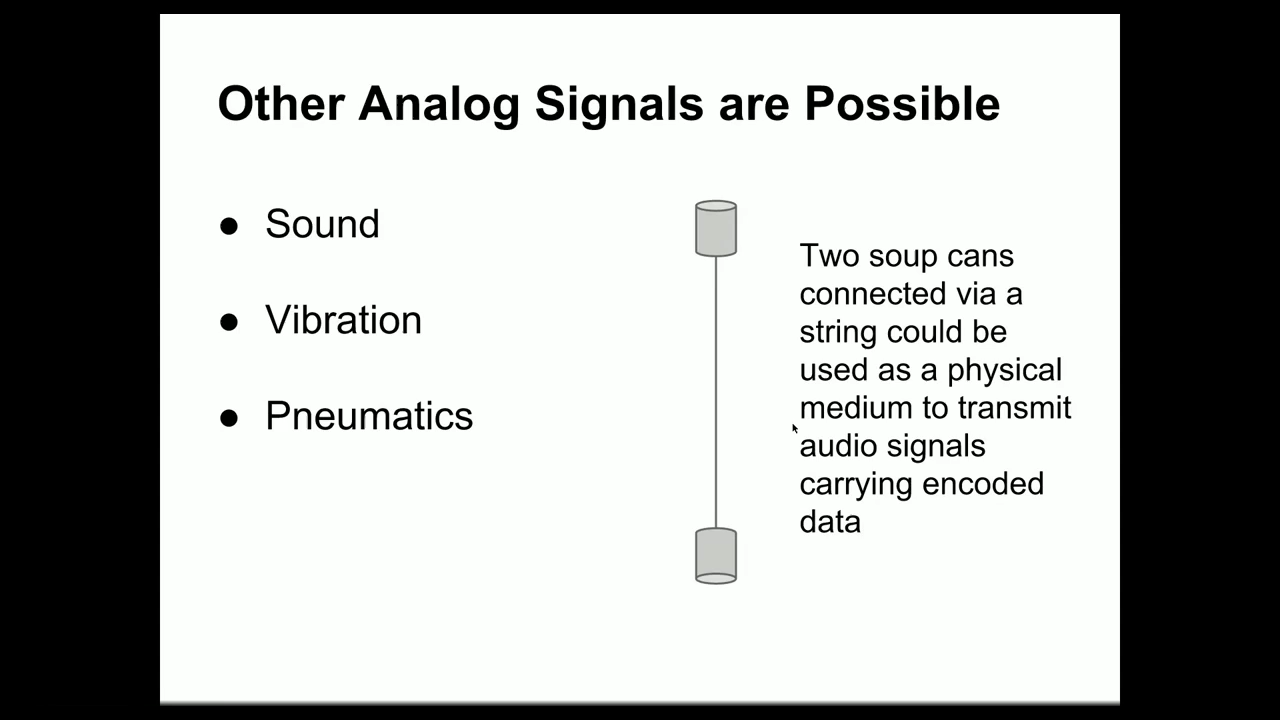 Other Analog Signals are Possible
● Sound
● Vibration
● Pneumatics
Two soup cans
connected via a
string could be
used as a physical
medium to transmit
audio signals
carrying encoded
data